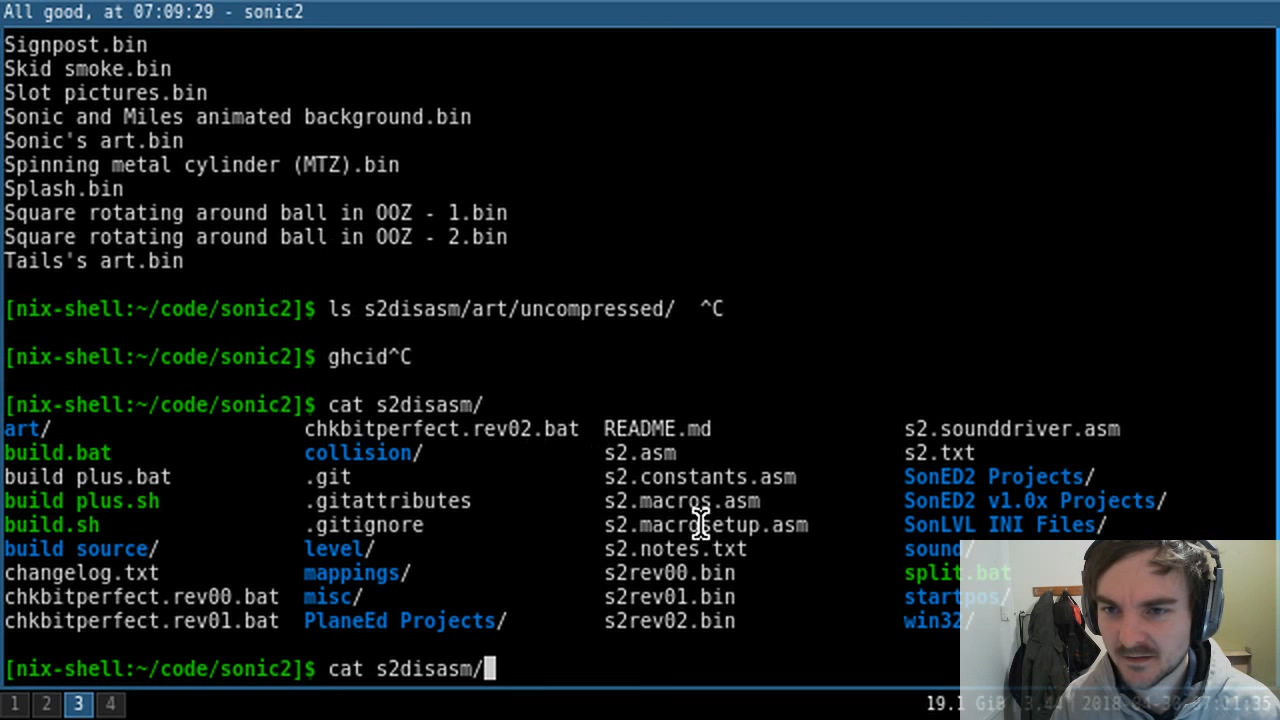 All good, at 07:09:29 - sonic2
Signpost.bin
Skid smoke.bin
Slot pictures.bin
Sonic and Miles animated background.bin
Sonic's art.bin
Spinning metal cylinder (MTZ).bin
Splash.bin
Square rotating around ball in OOZ - 1.bin
Square rotating around ball in OOZ - 2.bin
Tails's art.bin
[nix-shell:~/code/sonic2]$ ls s2disasm/art/uncompressed/ ^C
[nix-shell:~/code/sonic2]$ ghcid^C
[nix-shell:~/code/sonic2]$ cat s2disasm/
art/ chkbitperfect.rev02.bat README.md s2.sounddriver.asm
build.bat collision/ s2.asm s2.txt
build plus.bat .git s2.constants.asm SonED2 Projects/
build plus.sh .gitattributes s2.macros.asm SonED2 v1.0x Projects/
build.sh .gitignore s2.macrosetup.asm SonLVL INI Files/
build source/ level/ s2.notes.txt sound/
changelog.txt mappings/ s2rev00.bin split.bat
chkbitperfect.rev00.bat misc/ s2rev01.bin startpos/
chkbitperfect.rev01.bat PlaneEd Projects/ s2rev02.bin win32/
[nix-shell:~/code/sonic2]$ cat s2disasm/
1 2 3 4 19.1 GiB